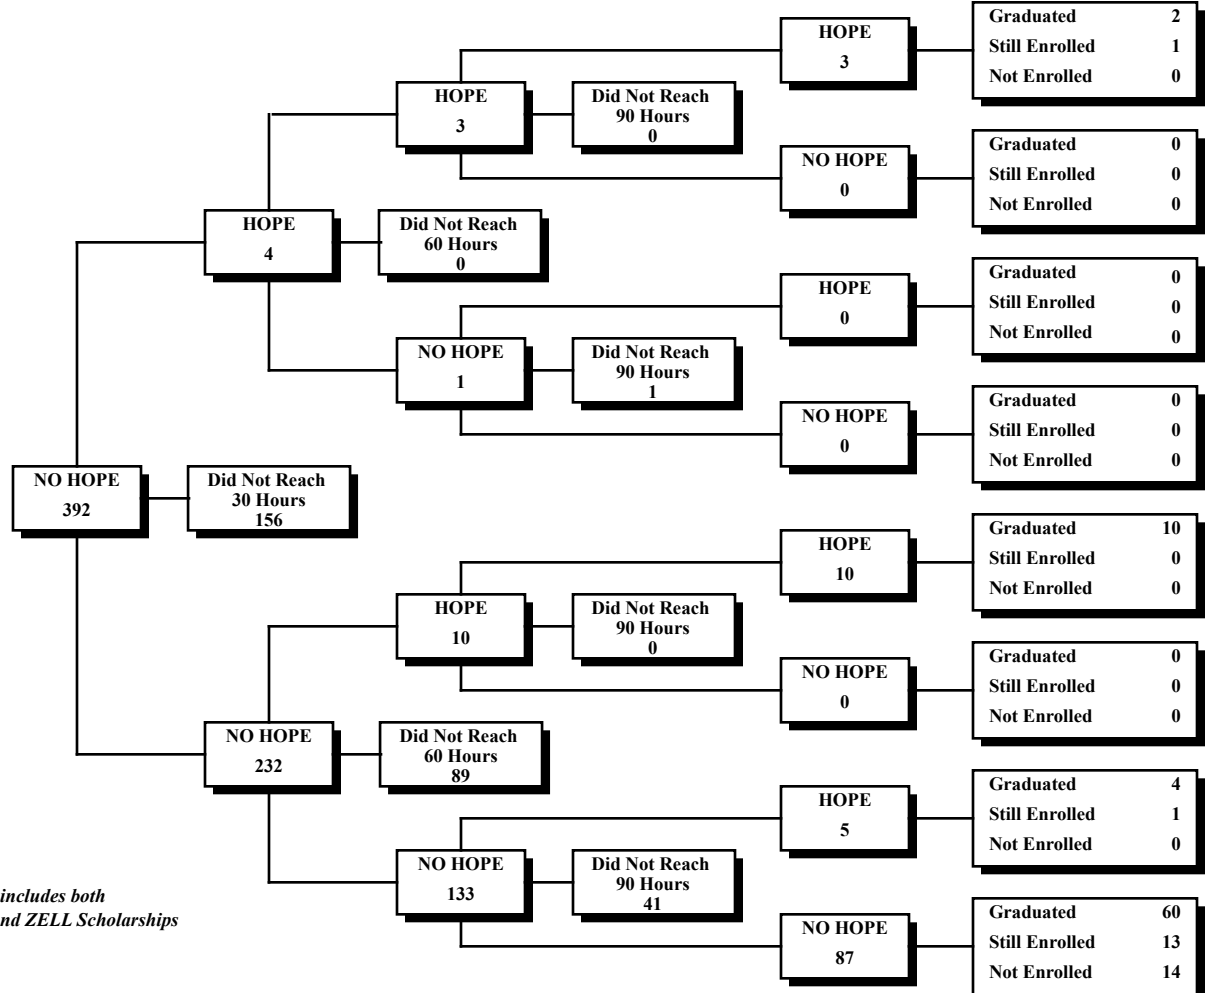 HOPE
3
Graduated 2
Still Enrolled 1
Not Enrolled 0
HOPE
3
Did Not Reach
90 Hours
0
NO HOPE
0
Graduated 0
Still Enrolled 0
Not Enrolled 0
HOPE
4
Did Not Reach
60 Hours
0
HOPE
0
Graduated 0
Still Enrolled 0
Not Enrolled 0
NO HOPE
1
Did Not Reach
90 Hours
1
NO HOPE
0
Graduated 0
Still Enrolled 0
Not Enrolled 0
NO HOPE
392
Did Not Reach
30 Hours
156
HOPE
10
Graduated 10
Still Enrolled 0
Not Enrolled 0
HOPE
10
Did Not Reach
90 Hours
0
NO HOPE
0
Graduated 0
Still Enrolled 0
Not Enrolled 0
NO HOPE
232
Did Not Reach
60 Hours
89
HOPE
5
Graduated 4
Still Enrolled 1
Not Enrolled 0
NO HOPE
133
Did Not Reach
90 Hours
41
NO HOPE
87
Graduated 60
Still Enrolled 13
Not Enrolled 14
includes both
nd ZELL Scholarships